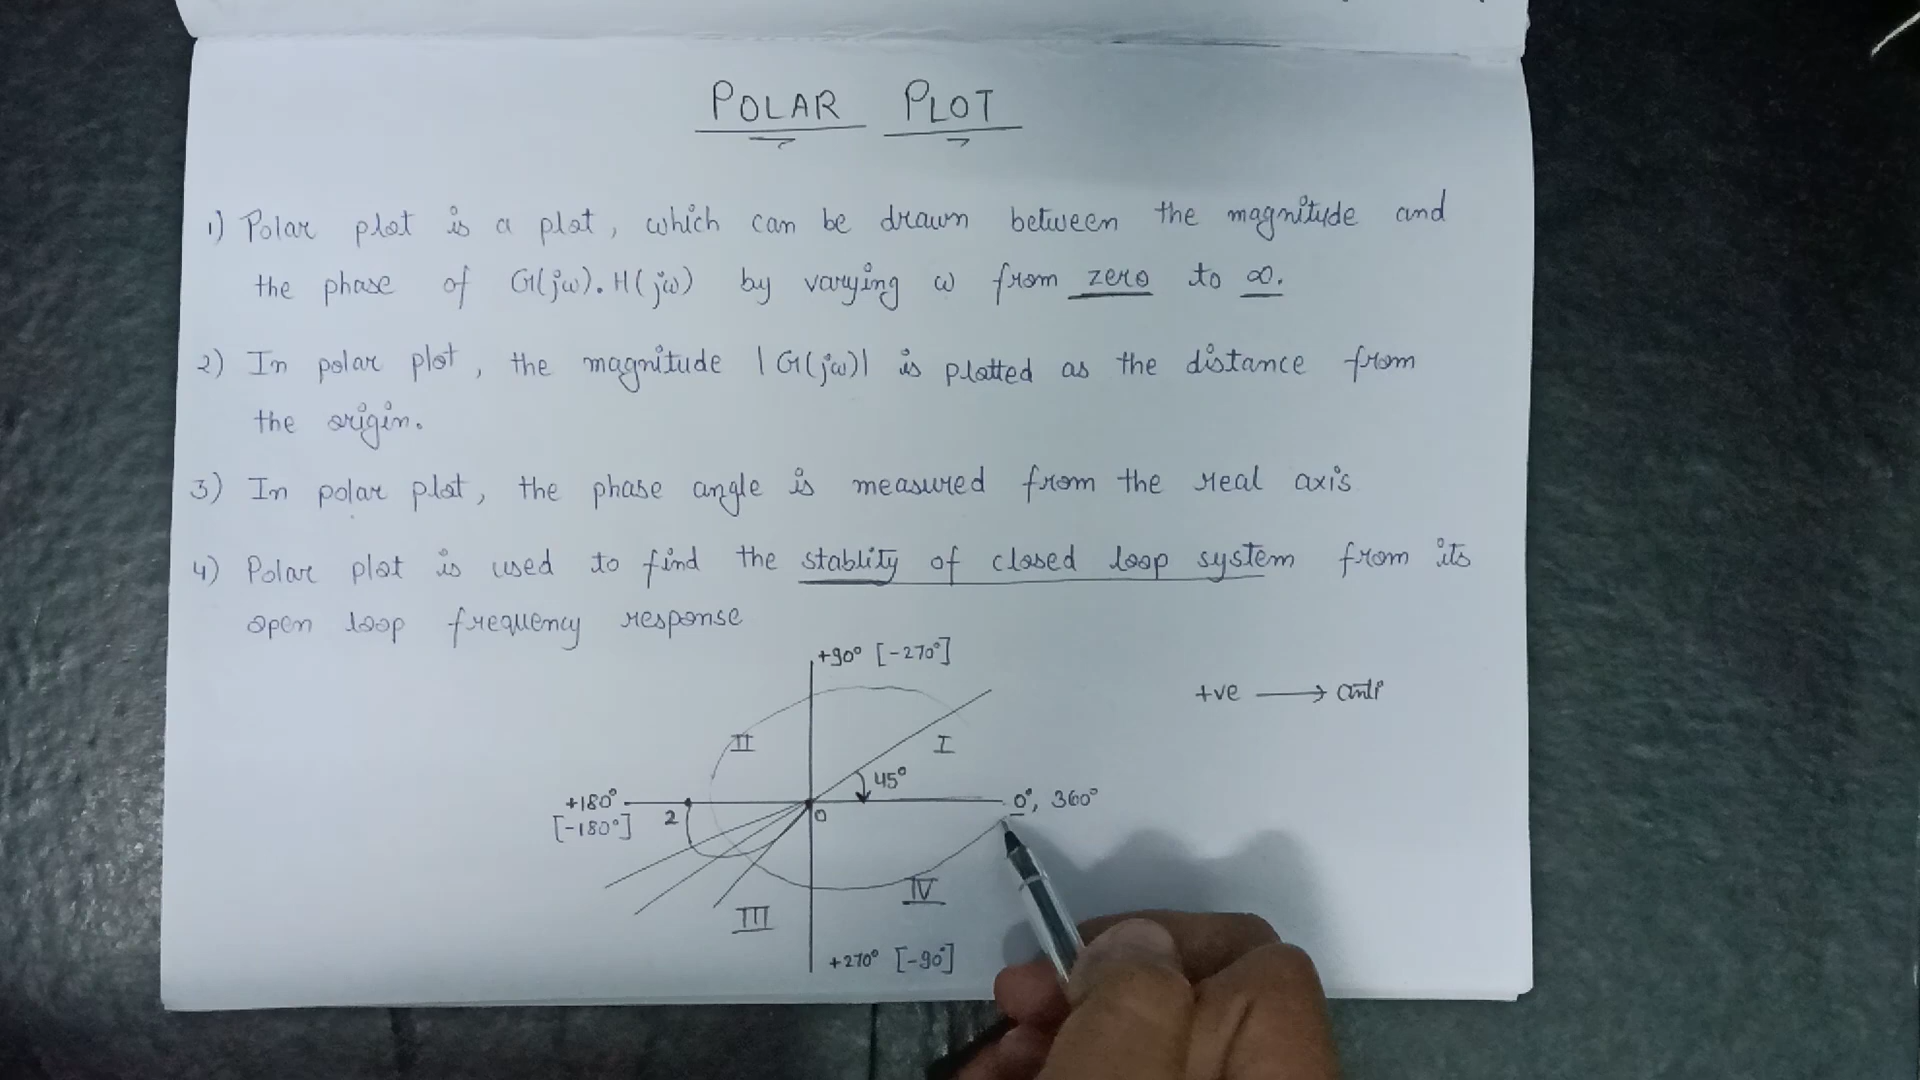 POLAR PLOT
1) Polar plot is a plot, which can be drawn between the magnitude and
the phase of G(jω).H(jω) by varying ω from zero to ∞.
2) In polar plot, the magnitude |G(jω)| is plotted as the distance from
the origin.
3) In polar plot, the phase angle is measured from the real axis
4) Polar plot is used to find the stablity of closed loop system from its
open loop frequency response
+90° [-270°]
+ve → anti
II
I
45°
+180°
0°, 360°
[-180°]
2
0
IV
III
+270° [-90°]